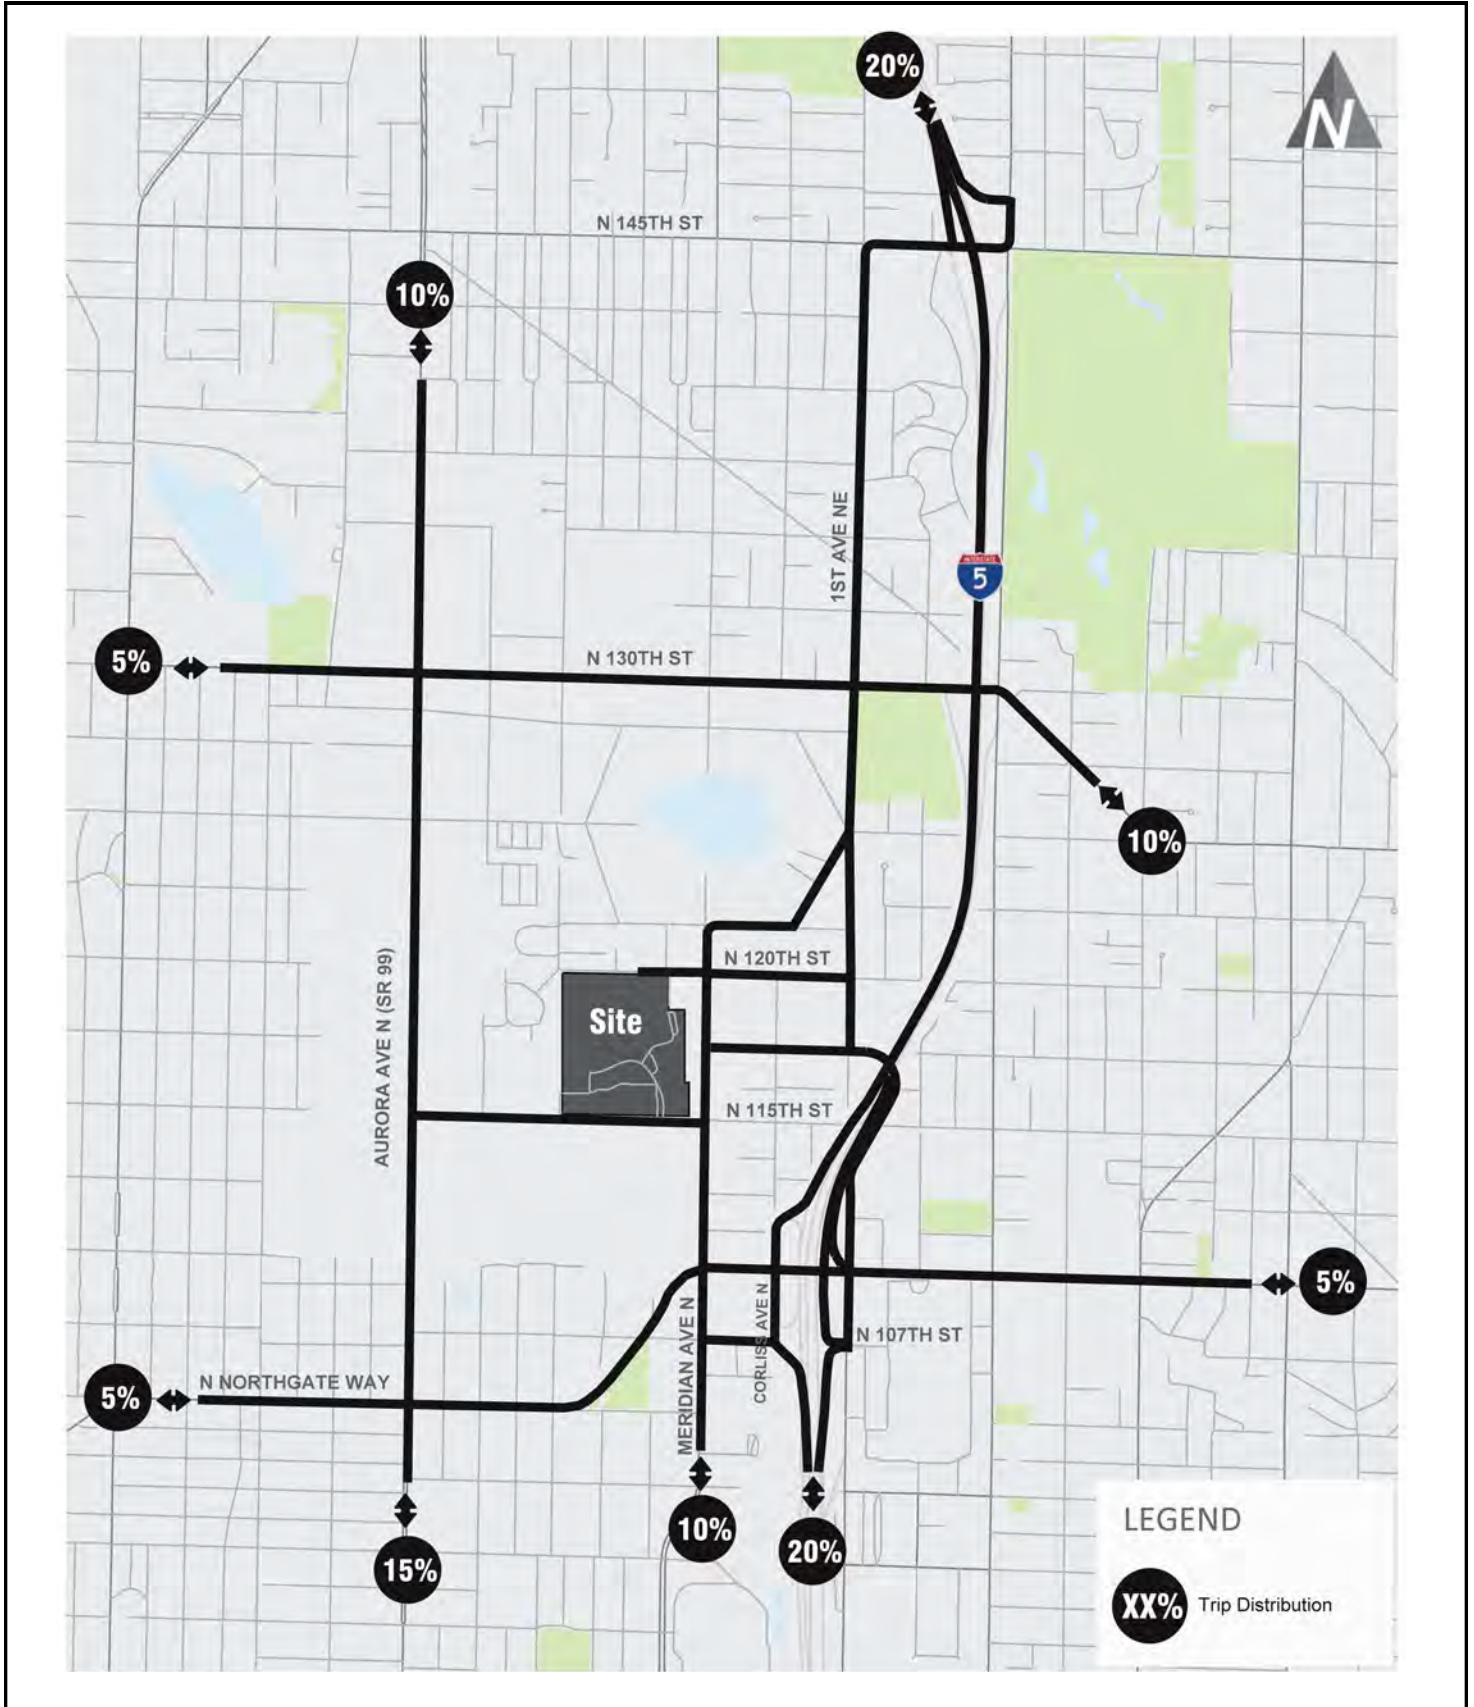 20%
N
N 145TH ST
10%
1ST AVE NE
INTERSTATE
5
5%
N 130TH ST
10%
N 120TH ST
AURORA AVE N (SR 99)
Site
N 115TH ST
5%
CORLISS AVE N
MERIDIAN AVE N
N 107TH ST
5%
N NORTHGATE WAY
10%
20%
15%
LEGEND
XX% Trip Distribution